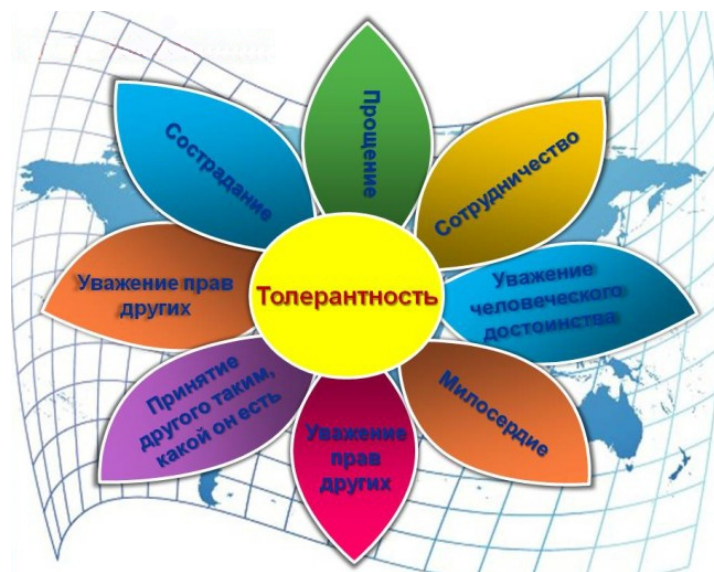 Прощение
Сострадание
Сотрудничество
Уважение прав
других
Толерантность
Уважение
человеческого
достоинства
Принятие
другого таким,
какой он есть
Милосердие
Уважение
прав
других